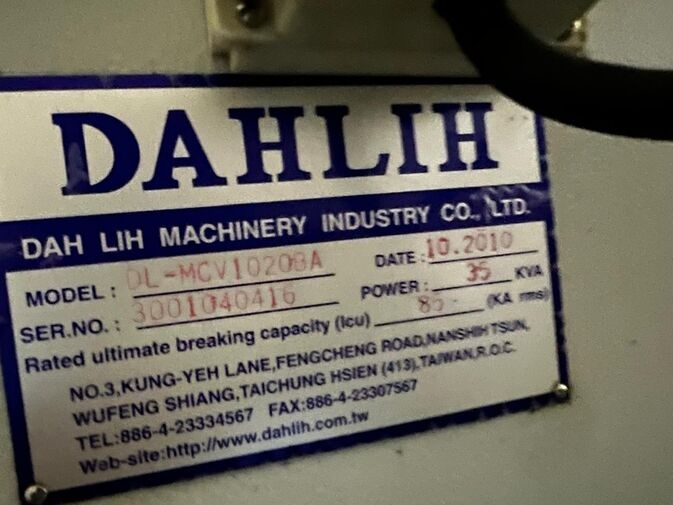 DAHLIH
DAH LIH MACHINERY INDUSTRY CO., LTD.
MODEL: DL-MCV1020BA DATE: 10.2010
SER.NO.: 3001040416 POWER: 35 KVA
Rated ultimate breaking capacity (Icu) 85 (KA rms)
NO.3,KUNG-YEH LANE,FENGCHENG ROAD,NANSHIH TSUN,
WUFENG SHIANG,TAICHUNG HSIEN (413),TAIWAN,R.O.C.
TEL:886-4-23334567 FAX:886-4-23307567
Web-site:http://www.dahlih.com.tw